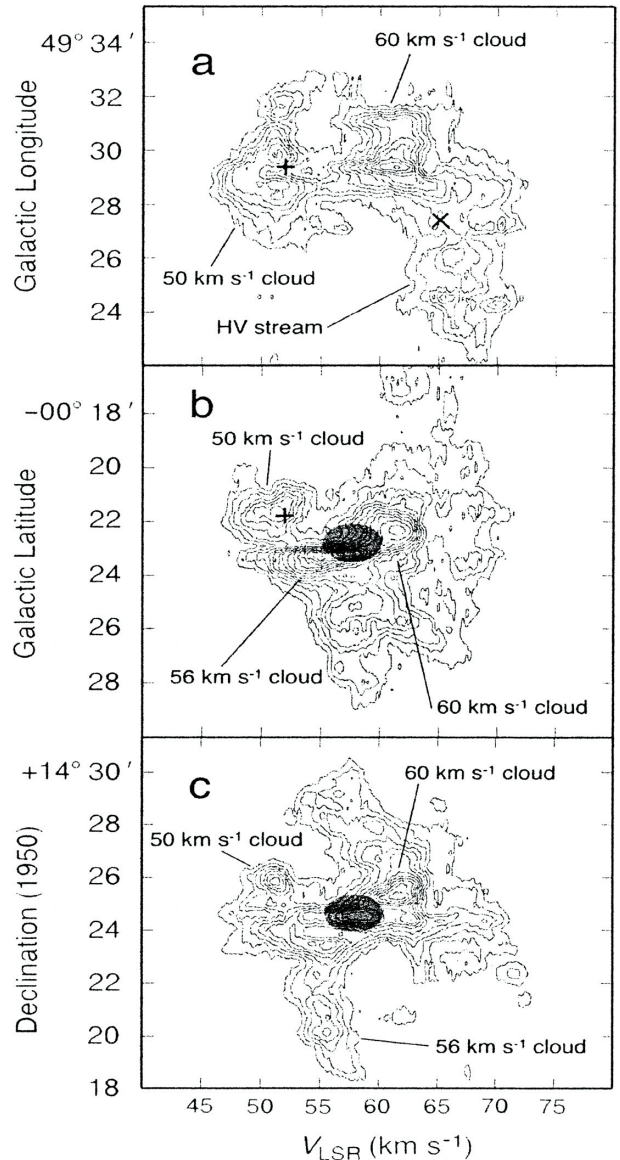 49° 34′
a
60 km s⁻¹ cloud
32
30
28
26
24
Galactic Longitude
50 km s⁻¹ cloud
HV stream
−00° 18′
b
50 km s⁻¹ cloud
20
22
24
26
28
Galactic Latitude
56 km s⁻¹ cloud
60 km s⁻¹ cloud
+14° 30′
c
60 km s⁻¹ cloud
50 km s⁻¹ cloud
28
26
24
22
20
18
Declination (1950)
56 km s⁻¹ cloud
45 50 55 60 65 70 75
V_LSR (km s⁻¹)